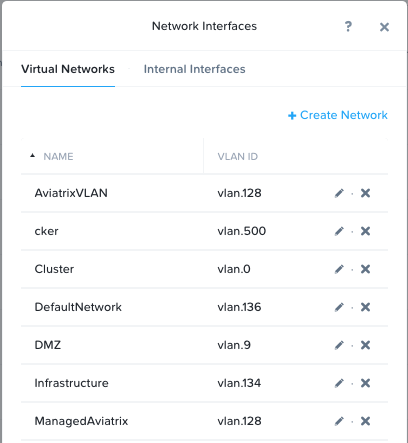 Network Interfaces ? ×
Virtual Networks Internal Interfaces
+ Create Network
NAME VLAN ID
AviatrixVLAN vlan.128
cker vlan.500
Cluster vlan.0
DefaultNetwork vlan.136
DMZ vlan.9
Infrastructure vlan.134
ManagedAviatrix vlan.128